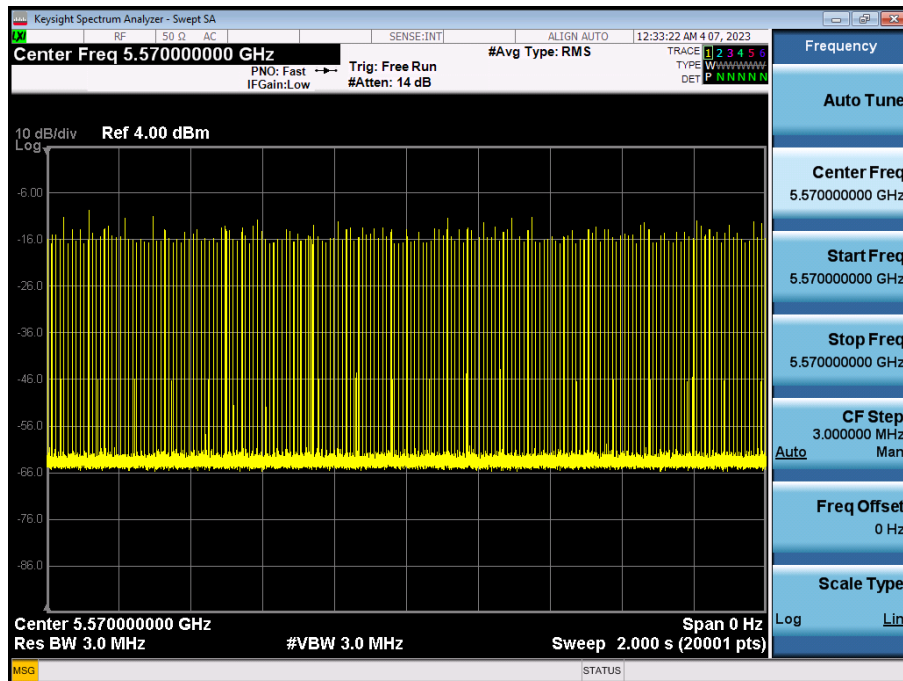 Keysight Spectrum Analyzer - Swept SA
LXI RF 50 Ω AC SENSE:INT ALIGN AUTO 12:33:22 AM 4 07, 2023
Center Freq 5.570000000 GHz
PNO: Fast
IFGain:Low
Trig: Free Run
#Atten: 14 dB
#Avg Type: RMS
TRACE 1 2 3 4 5 6
TYPE WWWWWW
DET P N N N N N
10 dB/div
Log
Ref 4.00 dBm
-6.00
-16.0
-26.0
-36.0
-46.0
-56.0
-66.0
-76.0
-86.0
Center 5.570000000 GHz
Span 0 Hz
Res BW 3.0 MHz
#VBW 3.0 MHz
Sweep 2.000 s (20001 pts)
MSG
STATUS
Frequency
Auto Tune
Center Freq
5.570000000 GHz
Start Freq
5.570000000 GHz
Stop Freq
5.570000000 GHz
CF Step
3.000000 MHz
Auto Man
Freq Offset
0 Hz
Scale Type
Log Lin